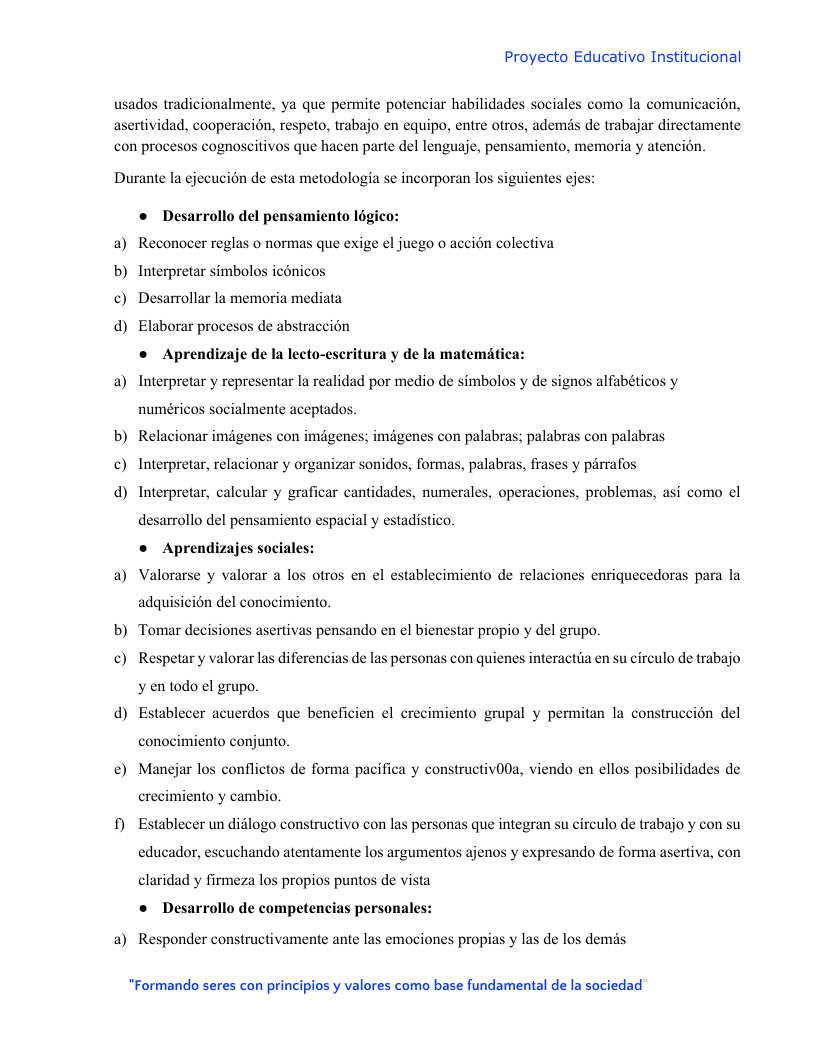 Proyecto Educativo Institucional
usados tradicionalmente, ya que permite potenciar habilidades sociales como la comunicación,
asertividad, cooperación, respeto, trabajo en equipo, entre otros, además de trabajar directamente
con procesos cognoscitivos que hacen parte del lenguaje, pensamiento, memoria y atención.
Durante la ejecución de esta metodología se incorporan los siguientes ejes:
● Desarrollo del pensamiento lógico:
a) Reconocer reglas o normas que exige el juego o acción colectiva
b) Interpretar símbolos icónicos
c) Desarrollar la memoria mediata
d) Elaborar procesos de abstracción
● Aprendizaje de la lecto-escritura y de la matemática:
a) Interpretar y representar la realidad por medio de símbolos y de signos alfabéticos y
numéricos socialmente aceptados.
b) Relacionar imágenes con imágenes; imágenes con palabras; palabras con palabras
c) Interpretar, relacionar y organizar sonidos, formas, palabras, frases y párrafos
d) Interpretar, calcular y graficar cantidades, numerales, operaciones, problemas, así como el
desarrollo del pensamiento espacial y estadístico.
● Aprendizajes sociales:
a) Valorarse y valorar a los otros en el establecimiento de relaciones enriquecedoras para la
adquisición del conocimiento.
b) Tomar decisiones asertivas pensando en el bienestar propio y del grupo.
c) Respetar y valorar las diferencias de las personas con quienes interactúa en su círculo de trabajo
y en todo el grupo.
d) Establecer acuerdos que beneficien el crecimiento grupal y permitan la construcción del
conocimiento conjunto.
e) Manejar los conflictos de forma pacífica y constructiv00a, viendo en ellos posibilidades de
crecimiento y cambio.
f) Establecer un diálogo constructivo con las personas que integran su círculo de trabajo y con su
educador, escuchando atentamente los argumentos ajenos y expresando de forma asertiva, con
claridad y firmeza los propios puntos de vista
● Desarrollo de competencias personales:
a) Responder constructivamente ante las emociones propias y las de los demás
"Formando seres con principios y valores como base fundamental de la sociedad"